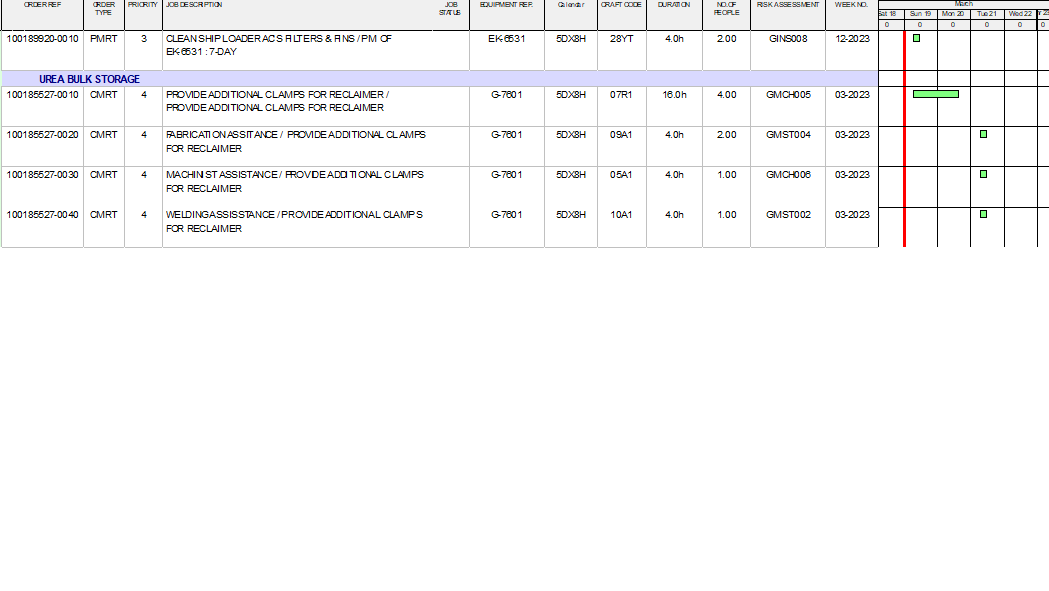 ORDER REF ORDER TYPE PRIORITY JOB DESCRIPTION JOB STATUS EQUIPMENT REF. Calendar CRAFT CODE DURATION NO.OF PEOPLE RISK ASSESSMENT WEEK NO. March
Sat 18 Sun 19 Mon 20 Tue 21 Wed 22
0 0 0 0 0 0
100189920-0010 PMRT 3 CLEAN SHIP LOADER AC'S FILTERS & FINS / PM OF EK-6531 5DX8H 28YT 4.0h 2.00 GINS008 12-2023
EK-6531 : 7-DAY
UREA BULK STORAGE
100185527-0010 CMRT 4 PROVIDE ADDITIONAL CLAMPS FOR RECLAIMER / G-7601 5DX8H 07R1 16.0h 4.00 GMCH005 03-2023
PROVIDE ADDITIONAL CLAMPS FOR RECLAIMER
100185527-0020 CMRT 4 FABRICATION ASSITANCE / PROVIDE ADDITIONAL CLAMPS G-7601 5DX8H 09A1 4.0h 2.00 GMST004 03-2023
FOR RECLAIMER
100185527-0030 CMRT 4 MACHINIST ASSISTANCE / PROVIDE ADDITIONAL CLAMPS G-7601 5DX8H 05A1 4.0h 1.00 GMCH006 03-2023
FOR RECLAIMER
100185527-0040 CMRT 4 WELDING ASSISSTANCE / PROVIDE ADDITIONAL CLAMPS G-7601 5DX8H 10A1 4.0h 1.00 GMST002 03-2023
FOR RECLAIMER